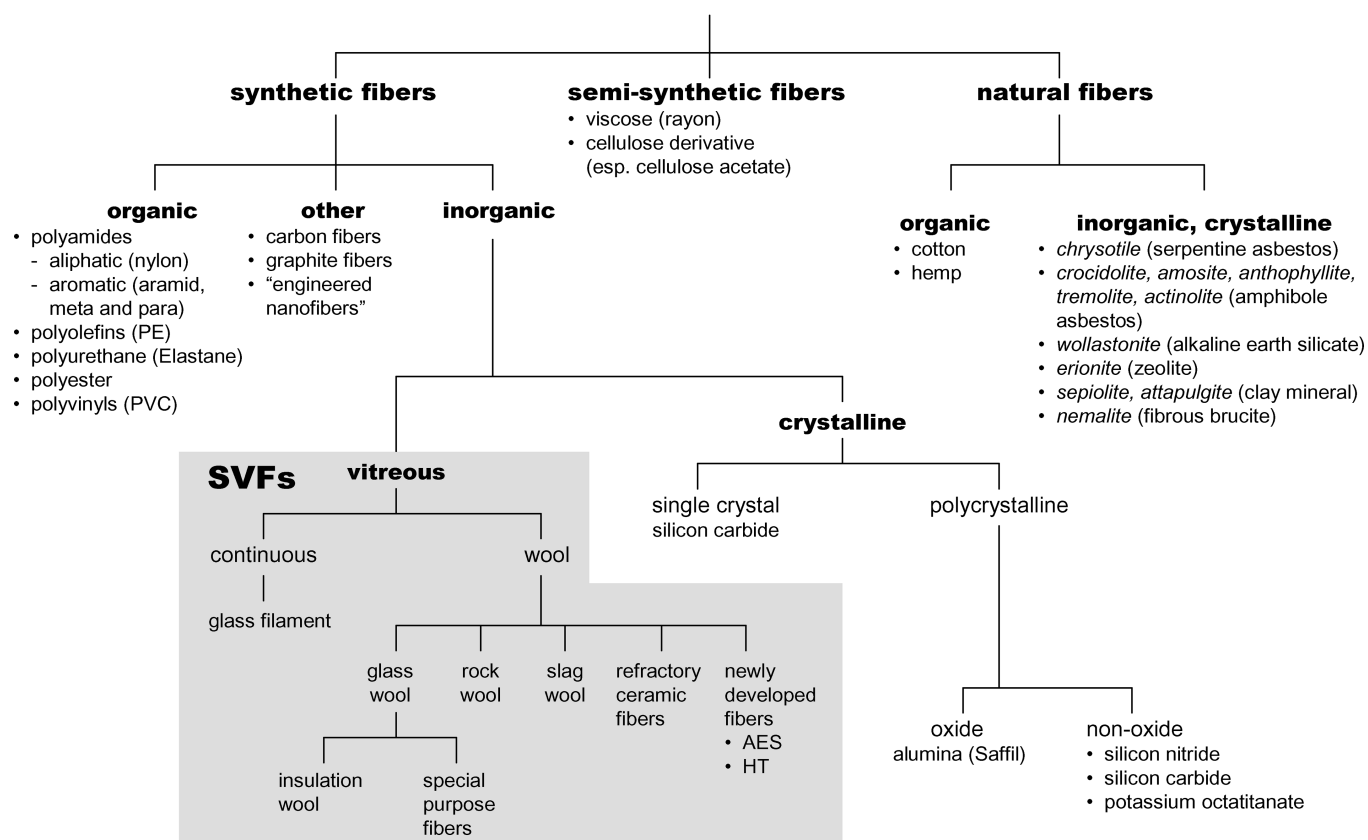 synthetic fibers
semi-synthetic fibers
• viscose (rayon)
• cellulose derivative
(esp. cellulose acetate)
natural fibers
organic
• polyamides
- aliphatic (nylon)
- aromatic (aramid,
meta and para)
• polyolefins (PE)
• polyurethane (Elastane)
• polyester
• polyvinyls (PVC)
other
• carbon fibers
• graphite fibers
• “engineered
nanofibers”
inorganic
organic
• cotton
• hemp
inorganic, crystalline
• chrysotile (serpentine asbestos)
• crocidolite, amosite, anthophyllite,
tremolite, actinolite (amphibole
asbestos)
• wollastonite (alkaline earth silicate)
• erionite (zeolite)
• sepiolite, attapulgite (clay mineral)
• nemalite (fibrous brucite)
SVFs
vitreous
crystalline
continuous
glass filament
wool
single crystal
silicon carbide
polycrystalline
glass
wool
rock
wool
slag
wool
refractory
ceramic
fibers
newly
developed
fibers
• AES
• HT
insulation
wool
special
purpose
fibers
oxide
alumina (Saffil)
non-oxide
• silicon nitride
• silicon carbide
• potassium octatitanate